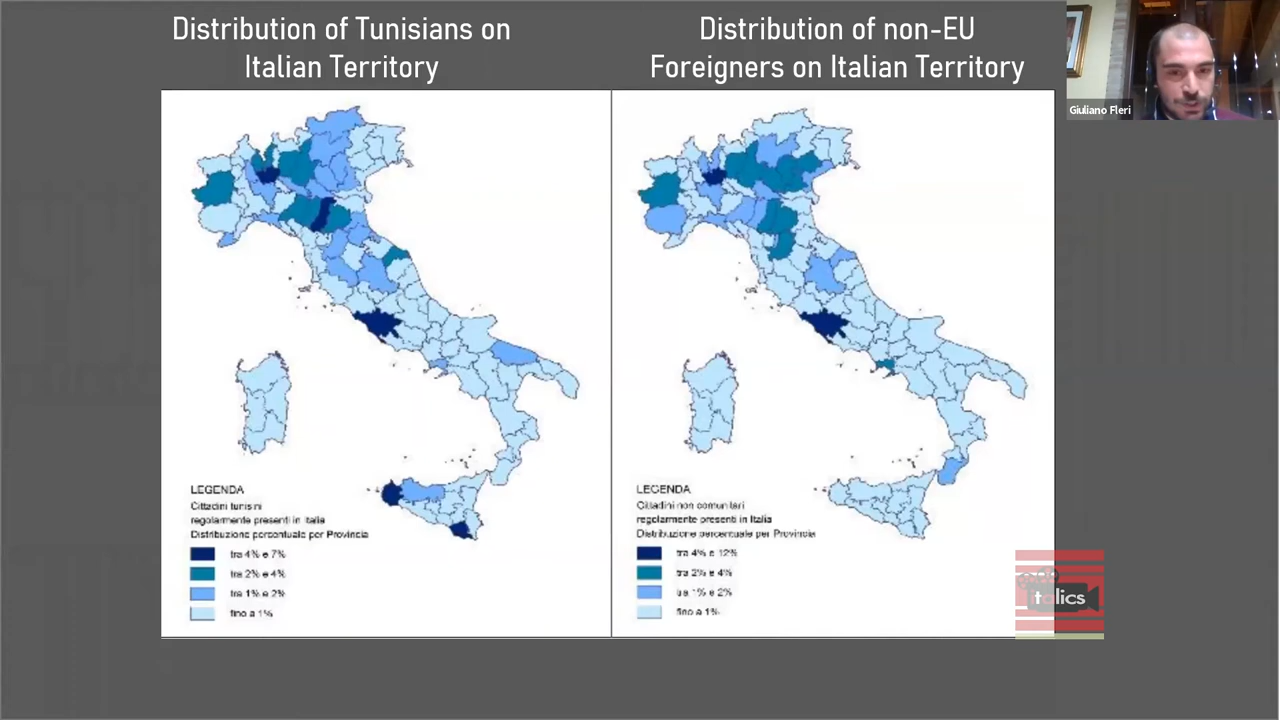 Distribution of Tunisians on
Italian Territory
Distribution of non-EU
Foreigners on Italian Territory
Giuliano Fleri
LEGENDA
Cittadini tunisini
regolarmente presenti in Italia
Distribuzione percentuale per Provincia
tra 4% e 7%
tra 2% e 4%
tra 1% e 2%
fino a 1%
LEGENDA
Cittadini non comunitari
regolarmente presenti in Italia
Distribuzione percentuale per Provincia
tra 4% e 12%
tra 2% e 4%
tra 1% e 2%
fino a 1%
italics